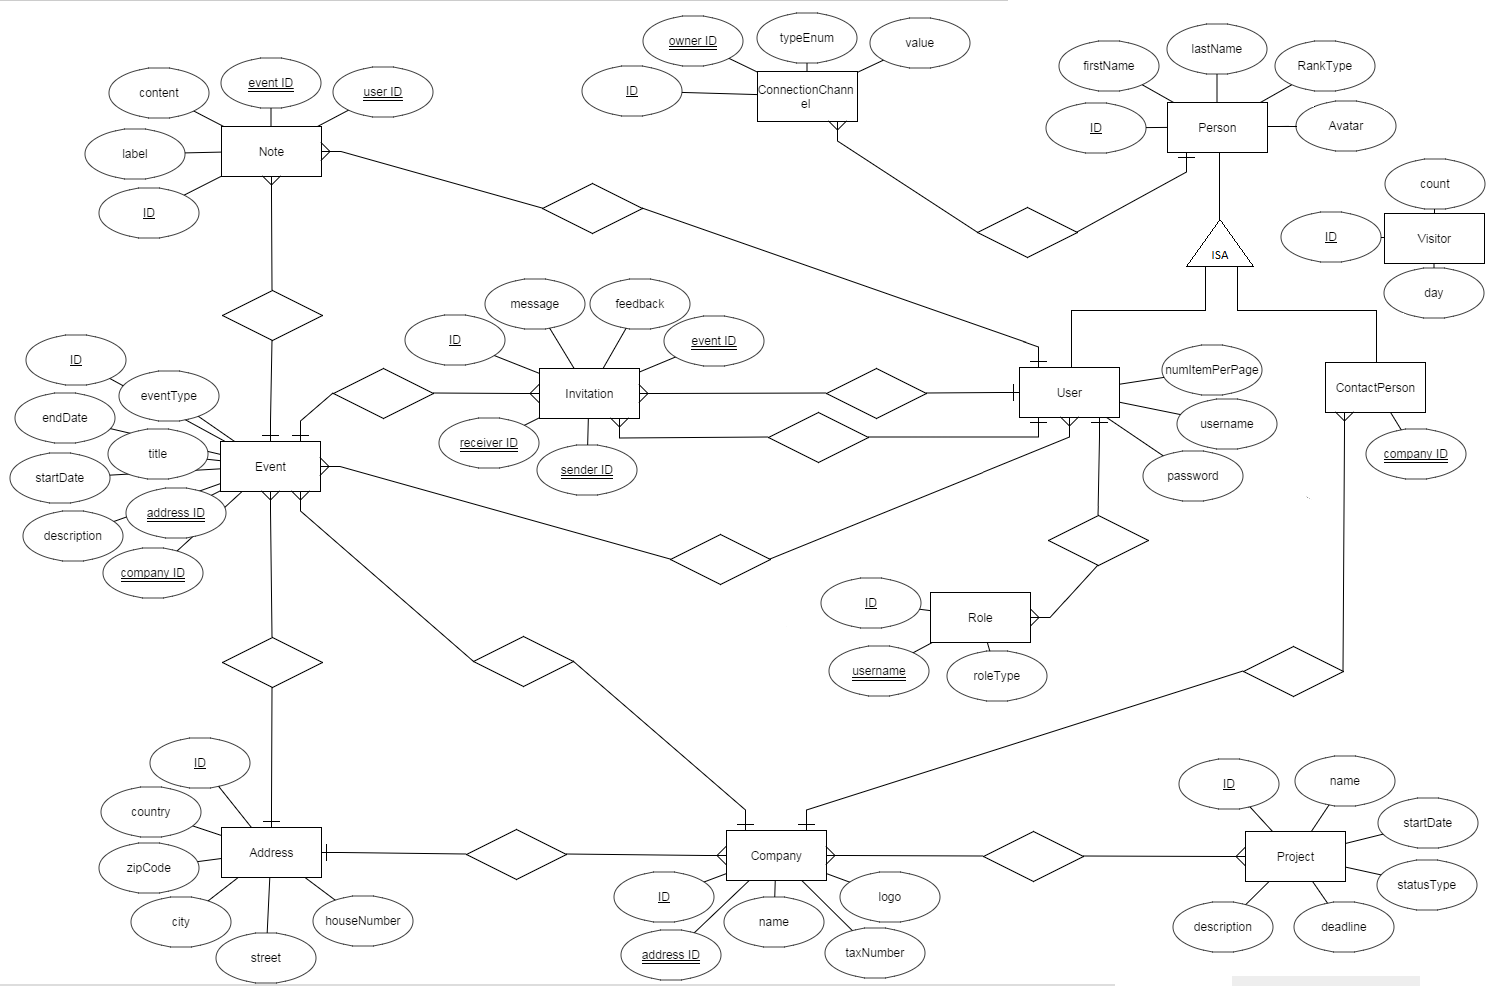 owner ID
typeEnum
value
ID
ConnectionChann
el
firstName
lastName
RankType
ID
Person
Avatar
content
event ID
user ID
label
Note
ID
count
ID
Visitor
day
ISA
message
feedback
ID
event ID
Invitation
receiver ID
sender ID
numItemPerPage
User
username
password
ContactPerson
company ID
ID
eventType
endDate
title
startDate
Event
address ID
description
company ID
ID
Role
username
roleType
ID
country
Address
zipCode
city
houseNumber
street
Company
ID
logo
name
address ID
taxNumber
ID
name
startDate
Project
statusType
description
deadline